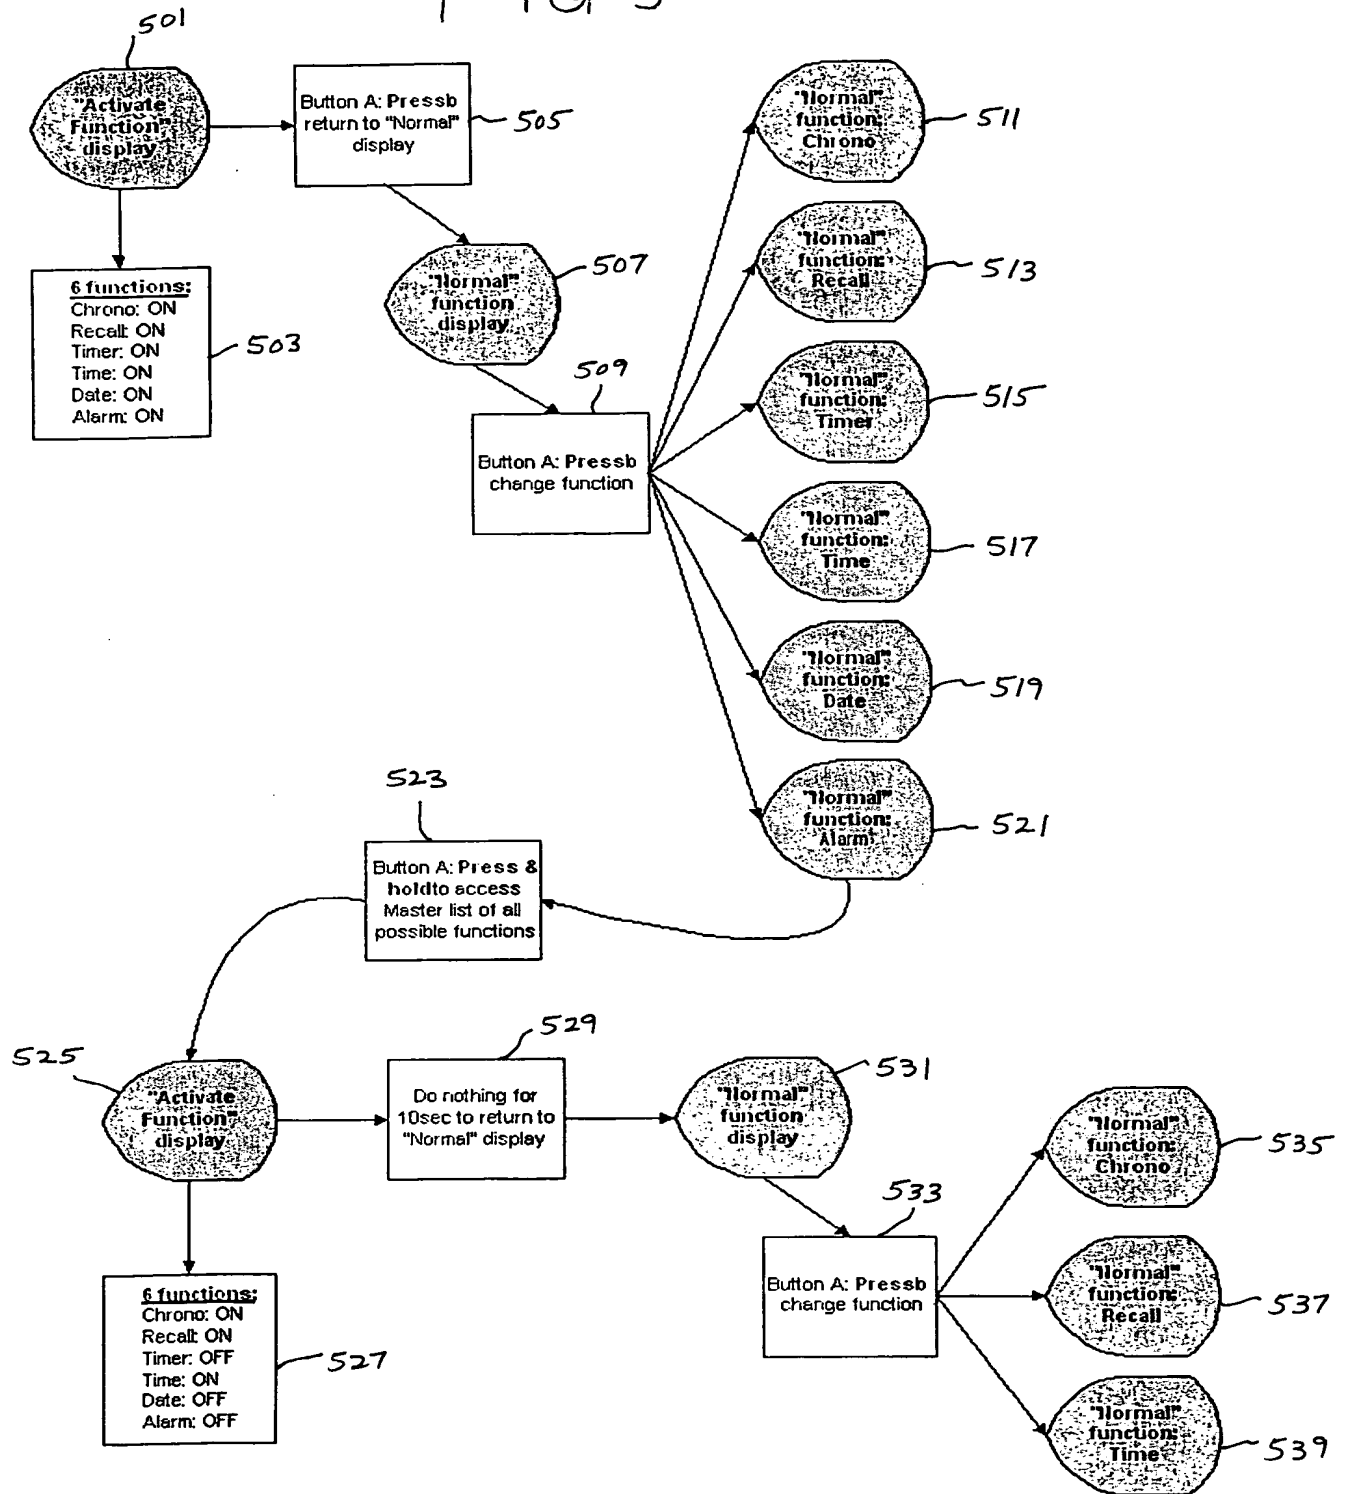 501
"Activate
Function"
display
Button A: Pressb
return to "Normal"
display
505
6 functions:
Chrono: ON
Recall: ON
Timer: ON
Time: ON
Date: ON
Alarm: ON
503
"Normal"
function
display
507
509
Button A: Pressb
change function
"Normal"
function:
Chrono
511
"Normal"
function:
Recall
513
"Normal"
function:
Timer
515
"Normal"
function:
Time
517
"Normal"
function:
Date
519
"Normal"
function:
Alarm
521
523
Button A: Press &
holdto access
Master list of all
possible functions
525
"Activate
Function"
display
529
Do nothing for
10sec to return to
"Normal" display
"Normal"
function
display
531
533
Button A: Pressb
change function
6 functions:
Chrono: ON
Recall: ON
Timer: OFF
Time: ON
Date: OFF
Alarm: OFF
527
"Normal"
function:
Chrono
535
"Normal"
function:
Recall
537
"Normal"
function:
Time
539